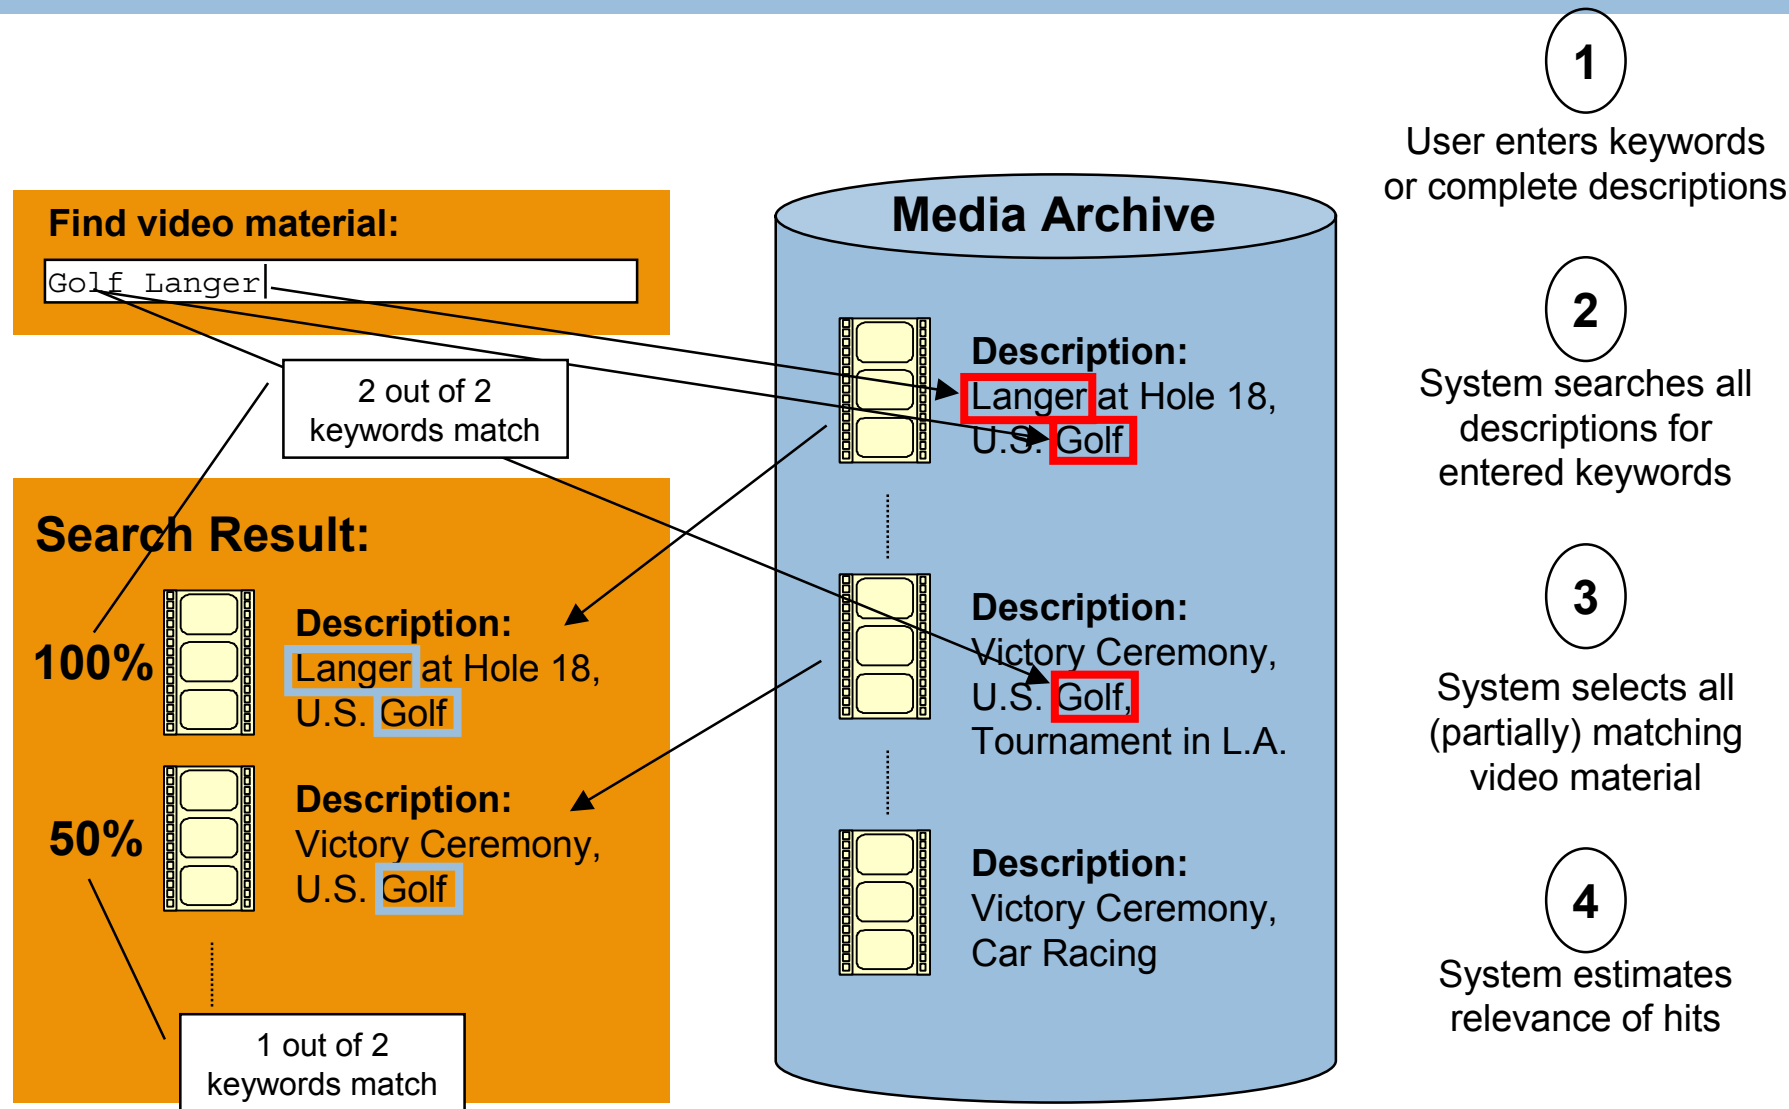 Find video material:
Golf Langer
2 out of 2
keywords match
Search Result:
100%
Description:
Langer at Hole 18,
U.S. Golf
50%
Description:
Victory Ceremony,
U.S. Golf
1 out of 2
keywords match
Media Archive
Description:
Langer at Hole 18,
U.S. Golf
Description:
Victory Ceremony,
U.S. Golf,
Tournament in L.A.
Description:
Victory Ceremony,
Car Racing
1
User enters keywords
or complete descriptions
2
System searches all
descriptions for
entered keywords
3
System selects all
(partially) matching
video material
4
System estimates
relevance of hits